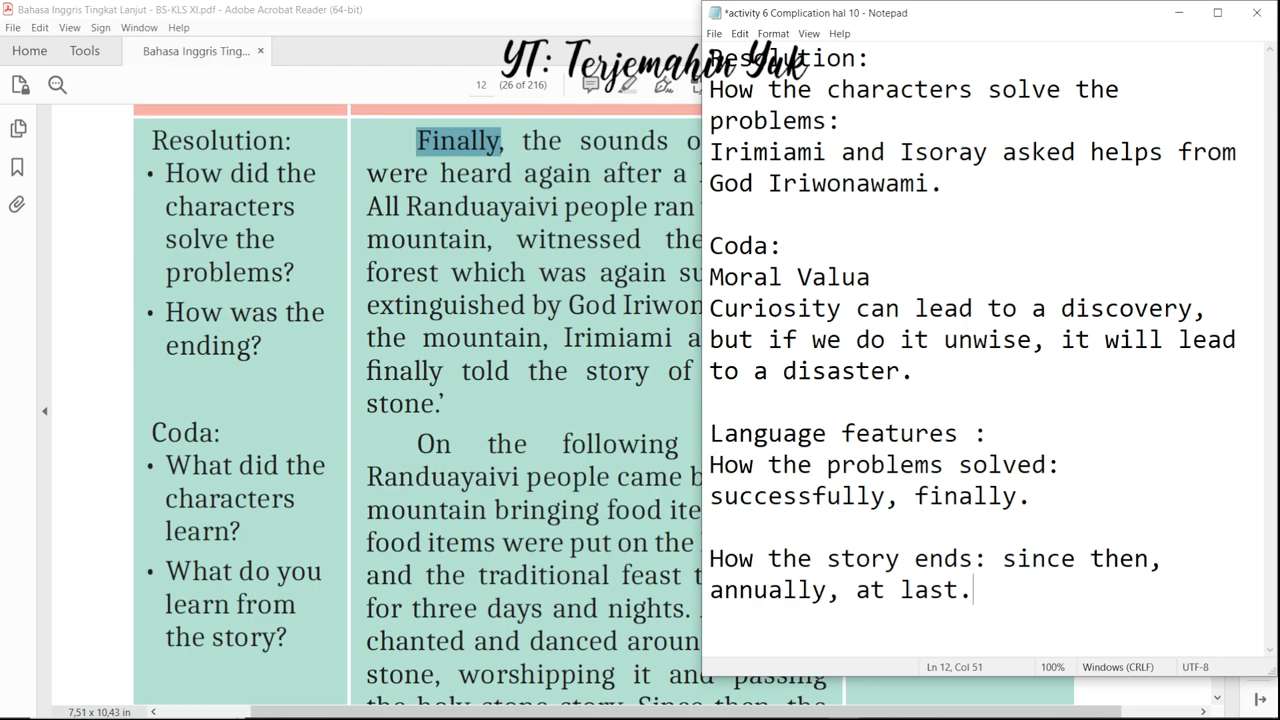 Bahasa Inggris Tingkat Lanjut - BS-KLS XI.pdf - Adobe Acrobat Reader (64-bit)
File Edit View Sign Window Help
Home Tools Bahasa Inggris Ting... ×
12 (26 of 216)
YT: Terjemahin Yuk
Resolution:
• How did the
characters
solve the
problems?
• How was the
ending?
Coda:
• What did the
characters
learn?
• What do you
learn from
the story?
Finally, the sounds
were heard again after a
All Randuayaivi people ran
mountain, witnessed
forest which was again
extinguished by God
the mountain, Irimiami
finally told the story of
stone.’
On the following
Randuayaivi people came
mountain bringing food
food items were put on the
and the traditional feast
for three days and nights.
chanted and danced
stone, worshipping it and passing
the holy stone story. Since then, the
7,51 x 10,43 in
*activity 6 Complication hal 10 - Notepad
File Edit Format View Help
Resolution:
How the characters solve the
problems:
Irimiami and Isoray asked helps from
God Iriwonawami.
Coda:
Moral Valua
Curiosity can lead to a discovery,
but if we do it unwise, it will lead
to a disaster.
Language features :
How the problems solved:
successfully, finally.
How the story ends: since then,
annually, at last.
Ln 12, Col 51 100% Windows (CRLF) UTF-8